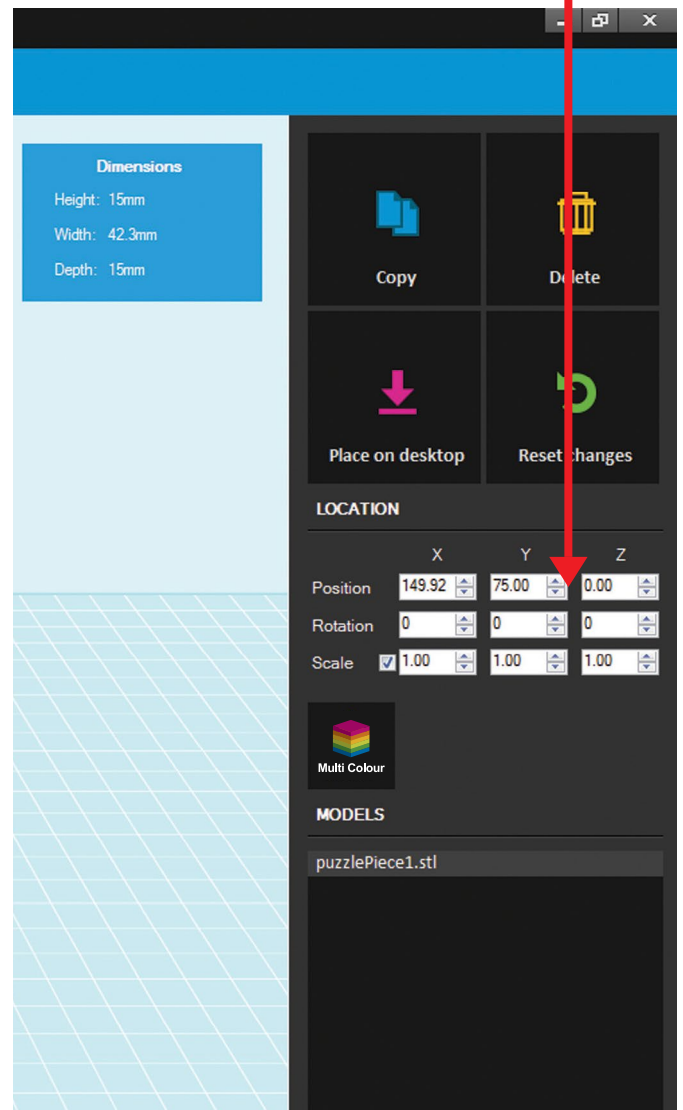 Dimensions
Height: 15mm
Width: 42.3mm
Depth: 15mm
Copy
Delete
Place on desktop
Reset changes
LOCATION
X Y Z
Position 149.92 75.00 0.00
Rotation 0 0 0
Scale 1.00 1.00 1.00
Multi Colour
MODELS
puzzlePiece1.stl